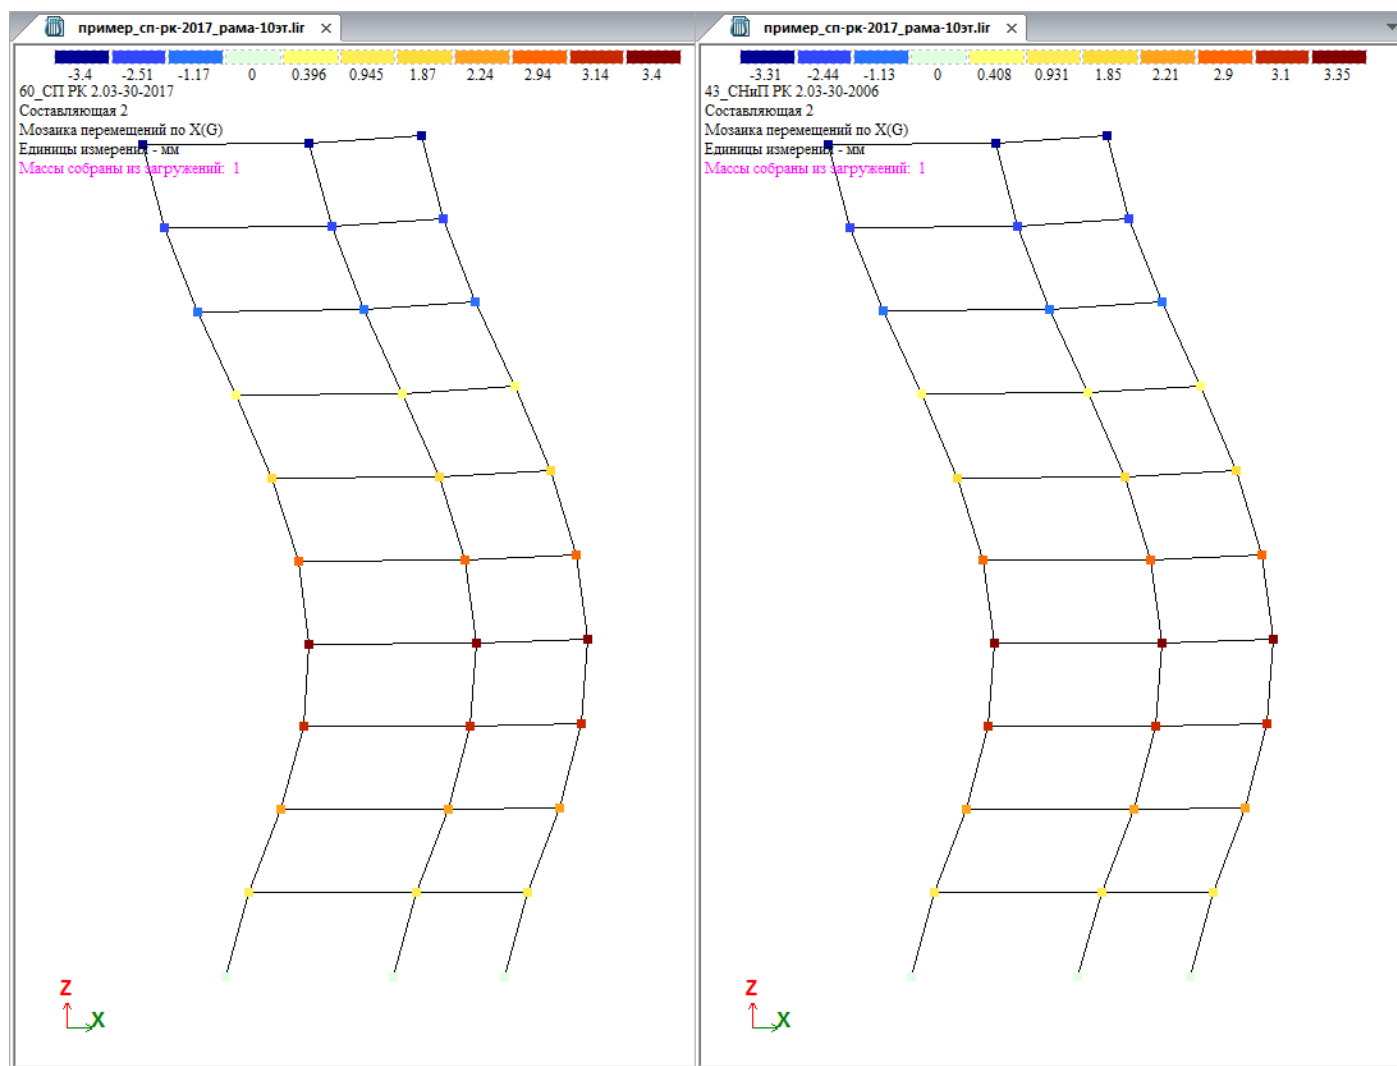 пример_сп-рк-2017_рама-10эт.lir
-3.4 -2.51 -1.17 0 0.396 0.945 1.87 2.24 2.94 3.14 3.4
60_СП РК 2.03-30-2017
Составляющая 2
Мозаика перемещений по X(G)
Единицы измерения - мм
Массы собраны из загружений: 1
Z
X
пример_сп-рк-2017_рама-10эт.lir
-3.31 -2.44 -1.13 0 0.408 0.931 1.85 2.21 2.9 3.1 3.35
43_СНиП РК 2.03-30-2006
Составляющая 2
Мозаика перемещений по X(G)
Единицы измерения - мм
Массы собраны из загружений: 1
Z
X